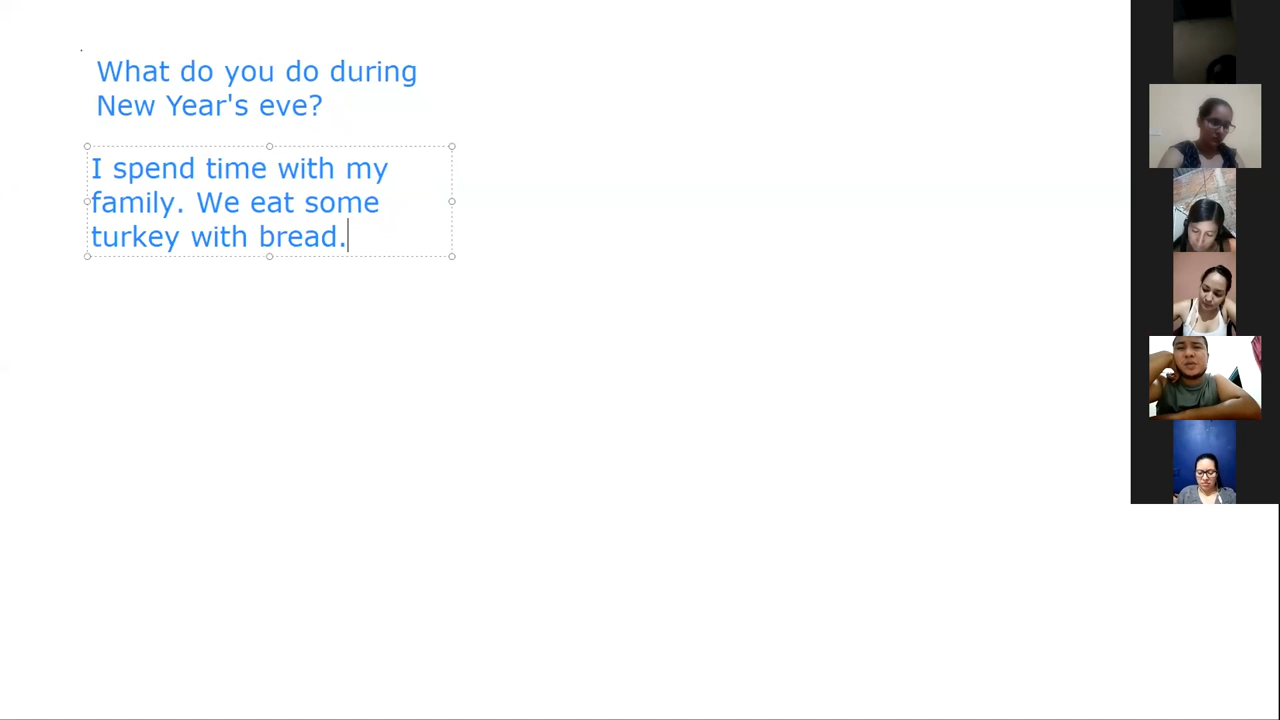 What do you do during
New Year's eve?
I spend time with my
family. We eat some
turkey with bread.